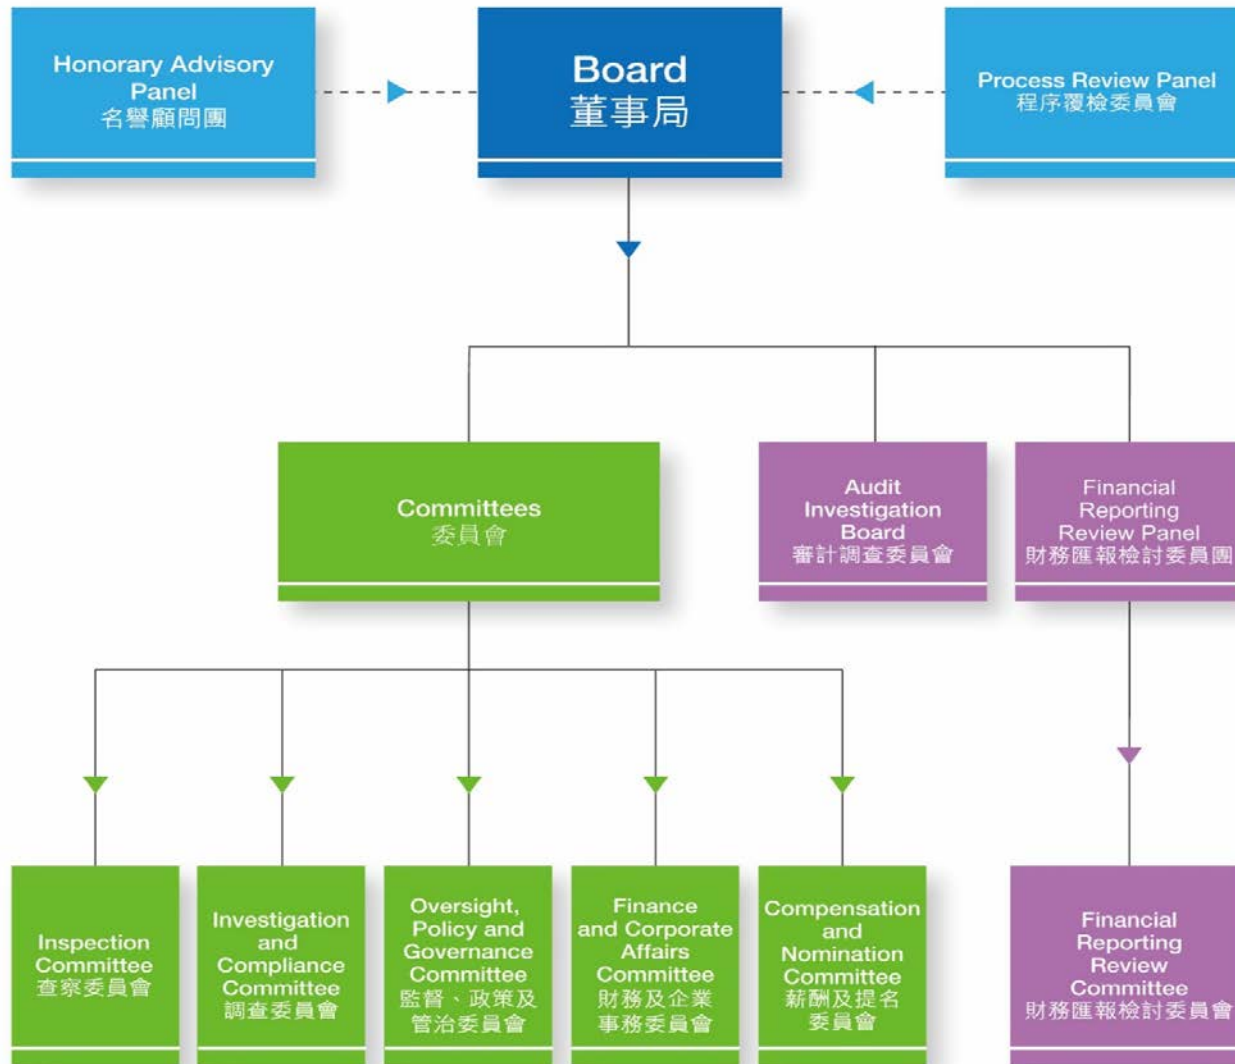 Honorary Advisory
Panel
名譽顧問團
Board
董事局
Process Review Panel
程序覆檢委員會
Committees
委員會
Audit
Investigation
Board
審計調查委員會
Financial
Reporting
Review Panel
財務匯報檢討委員團
Inspection
Committee
查察委員會
Investigation
and
Compliance
Committee
調查委員會
Oversight,
Policy and
Governance
Committee
監督、政策及
管治委員會
Finance
and Corporate
Affairs
Committee
財務及企業
事務委員會
Compensation
and
Nomination
Committee
薪酬及提名
委員會
Financial
Reporting
Review
Committee
財務匯報檢討委員會